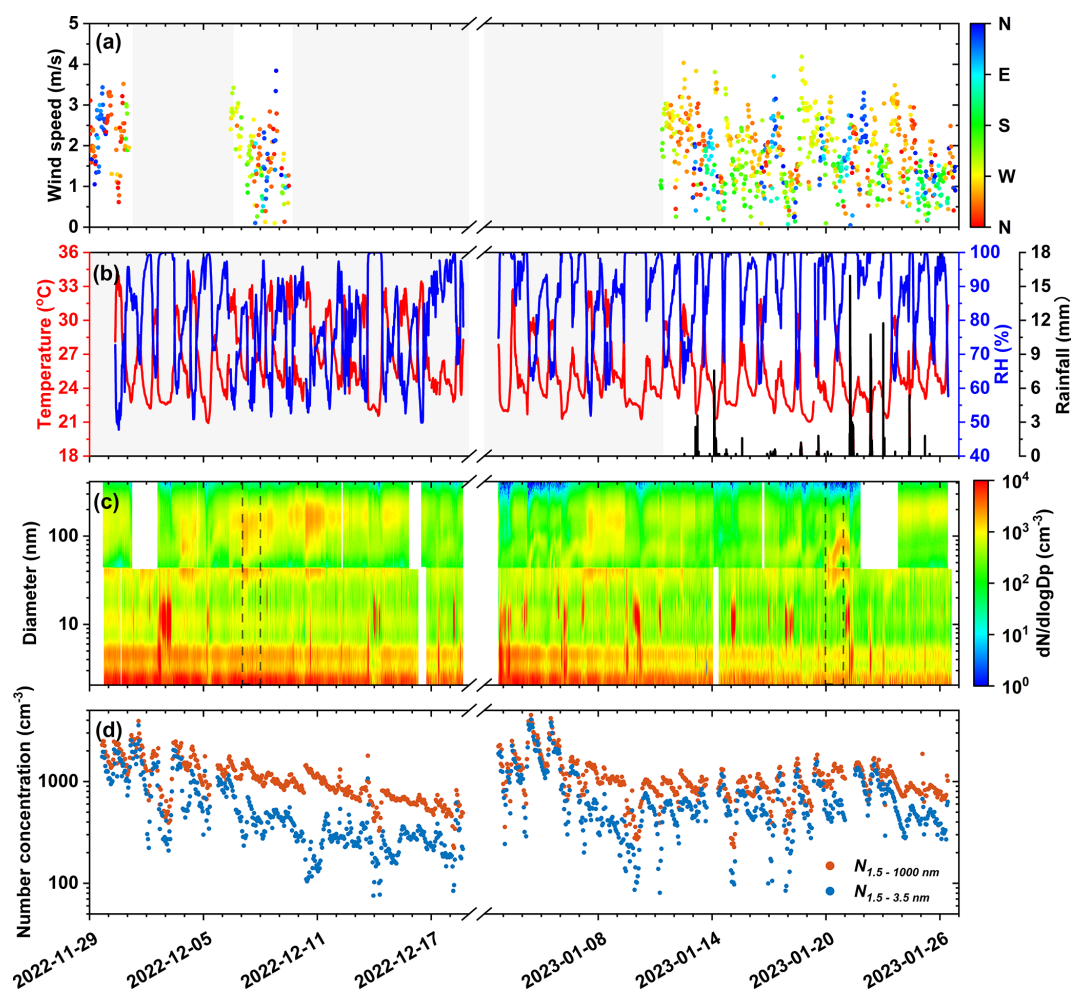 (a)
Wind speed (m/s)
5
4
3
2
1
0
N
E
S
W
N
(b)
Temperature (°C)
36
33
30
27
24
21
18
100
90
80
70
60
50
40
RH (%)
18
15
12
9
6
3
0
Rainfall (mm)
(c)
Diameter (nm)
100
10
10⁴
10³
10²
10¹
10⁰
dN/dlogDp (cm⁻³)
(d)
Number concentration (cm⁻³)
1000
100
N1.5 - 1000 nm
N1.5 - 3.5 nm
2022-11-29
2022-12-05
2022-12-11
2022-12-17
2023-01-08
2023-01-14
2023-01-20
2023-01-26